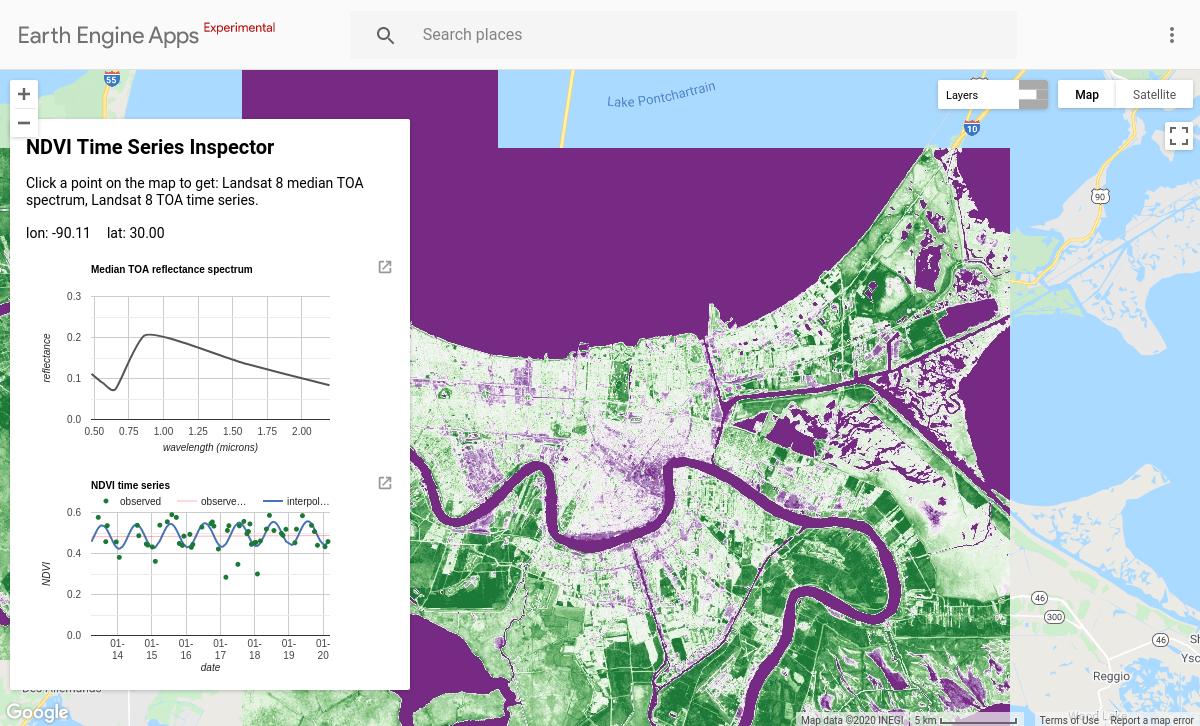 Earth Engine Apps Experimental
Search places
55
Lake Pontchartrain
Layers
Map
Satellite
10
90
NDVI Time Series Inspector
Click a point on the map to get: Landsat 8 median TOA
spectrum, Landsat 8 TOA time series.
lon: -90.11 lat: 30.00
Median TOA reflectance spectrum
0.3
0.2
0.1
0.0
reflectance
0.50 0.75 1.00 1.25 1.50 1.75 2.00
wavelength (microns)
NDVI time series
observed observe… interpol…
0.6
0.4
0.2
0.0
NDVI
01-14 01-15 01-16 01-17 01-18 01-19 01-20
date
46
300
46
Reggio
Ysc
Google
Map data ©2020 INEGI
5 km
Terms of Use
Report a map error